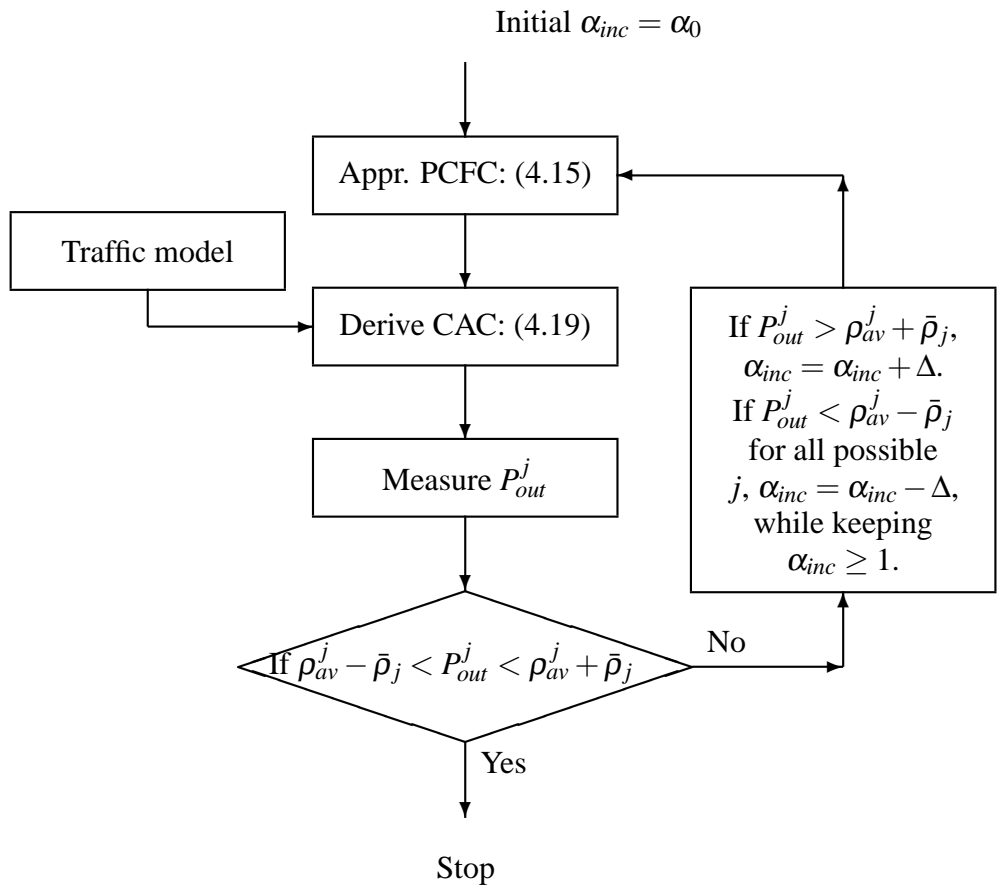 Initial α_inc = α_0
Appr. PCFC: (4.15)
Traffic model
Derive CAC: (4.19)
If P^j_out > ρ^j_av + ρ̄_j,
α_inc = α_inc + Δ.
If P^j_out < ρ^j_av − ρ̄_j
for all possible
j, α_inc = α_inc − Δ,
while keeping
α_inc ≥ 1.
Measure P^j_out
If ρ^j_av − ρ̄_j < P^j_out < ρ^j_av + ρ̄_j
No
Yes
Stop